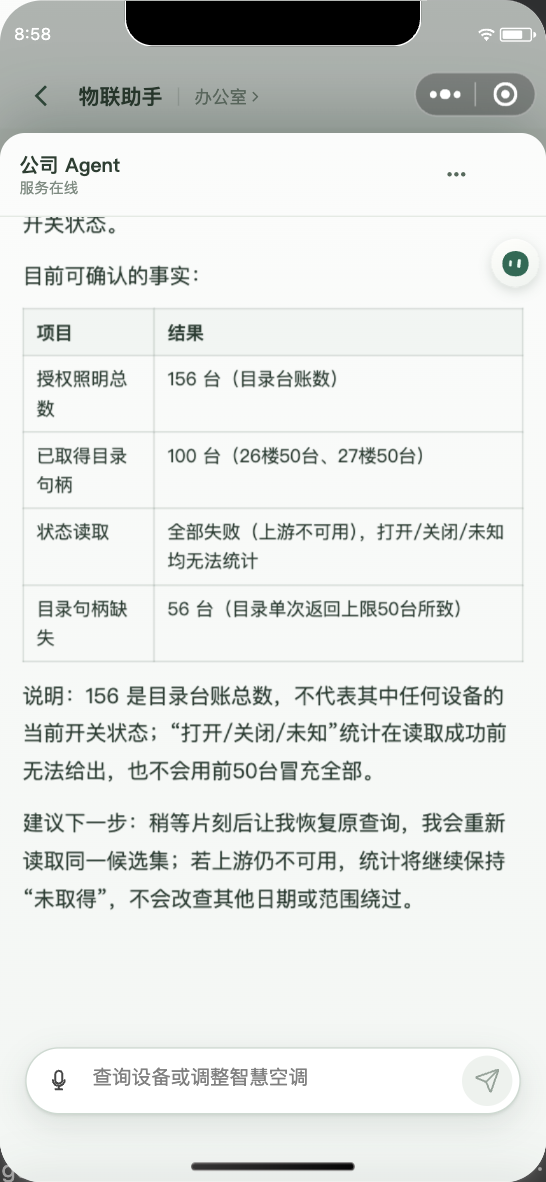 8:58
物联助手 办公室
公司 Agent
服务在线
开关状态。
目前可确认的事实：
项目 结果
授权照明总数 156 台（目录台账数）
已取得目录句柄 100 台（26楼50台、27楼50台）
状态读取 全部失败（上游不可用），打开/关闭/未知均无法统计
目录句柄缺失 56 台（目录单次返回上限50台所致）
说明：156 是目录台账总数，不代表其中任何设备的
当前开关状态；“打开/关闭/未知”统计在读取成功前
无法给出，也不会用前50台冒充全部。
建议下一步：稍等片刻后让我恢复原查询，我会重新
读取同一候选集；若上游仍不可用，统计将继续保持
“未取得”，不会改查其他日期或范围绕过。
查询设备或调整智慧空调